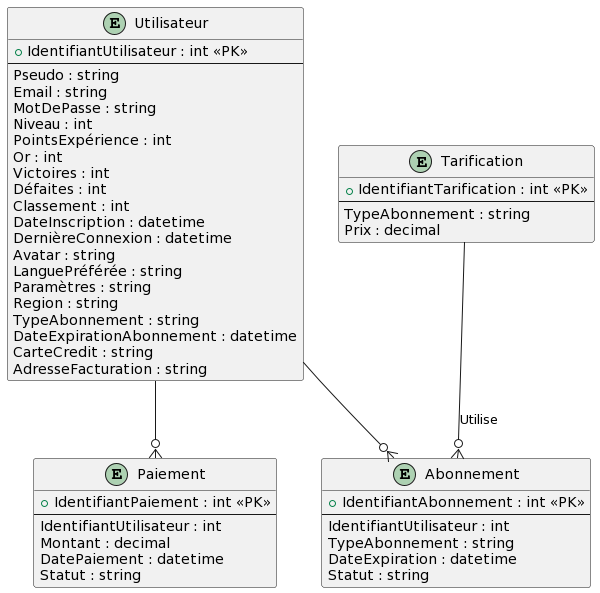 E Utilisateur
IdentifiantUtilisateur : int «PK»
Pseudo : string
Email : string
MotDePasse : string
Niveau : int
PointsExpérience : int
Or : int
Victoires : int
Défaites : int
Classement : int
DateInscription : datetime
DernièreConnexion : datetime
Avatar : string
LanguePréférée : string
Paramètres : string
Region : string
TypeAbonnement : string
DateExpirationAbonnement : datetime
CarteCredit : string
AdresseFacturation : string
E Tarification
IdentifiantTarification : int «PK»
TypeAbonnement : string
Prix : decimal
Utilise
E Paiement
IdentifiantPaiement : int «PK»
IdentifiantUtilisateur : int
Montant : decimal
DatePaiement : datetime
Statut : string
E Abonnement
IdentifiantAbonnement : int «PK»
IdentifiantUtilisateur : int
TypeAbonnement : string
DateExpiration : datetime
Statut : string